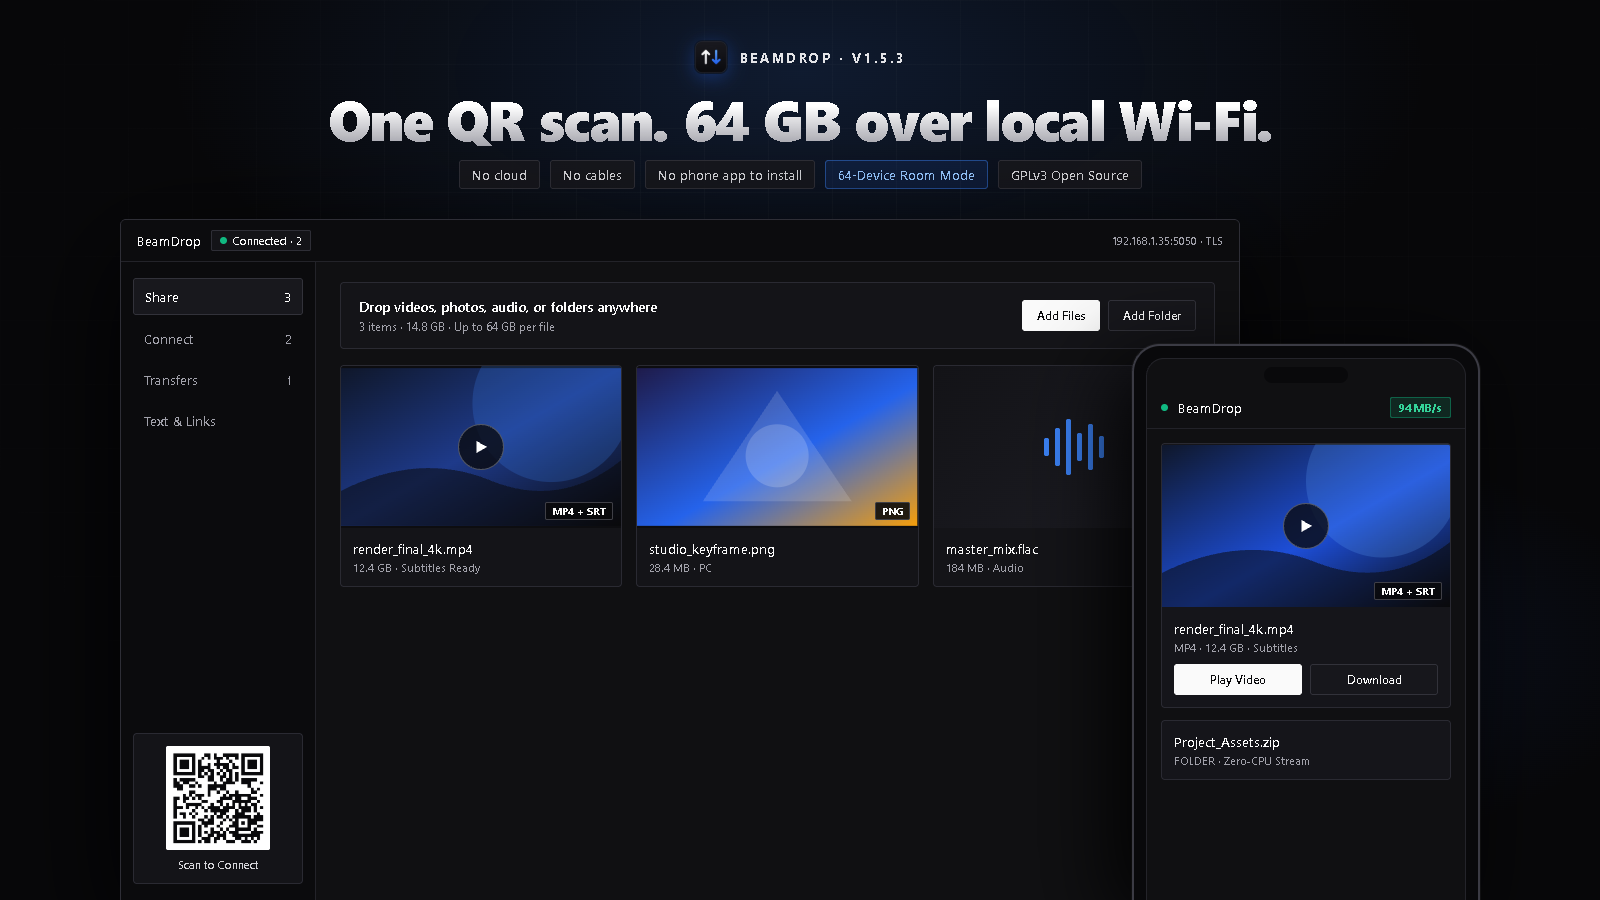 BEAMDROP · V1.5.3
One QR scan. 64 GB over local Wi-Fi.
No cloud
No cables
No phone app to install
64-Device Room Mode
GPLv3 Open Source
BeamDrop
Connected · 2
192.168.1.35:5050 · TLS
Share 3
Connect 2
Transfers 1
Text & Links
Scan to Connect
Drop videos, photos, audio, or folders anywhere
3 items · 14.8 GB · Up to 64 GB per file
Add Files
Add Folder
MP4 + SRT
render_final_4k.mp4
12.4 GB · Subtitles Ready
PNG
studio_keyframe.png
28.4 MB · PC
master_mix.flac
184 MB · Audio
BeamDrop
94 MB/s
MP4 + SRT
render_final_4k.mp4
MP4 · 12.4 GB · Subtitles
Play Video
Download
Project_Assets.zip
FOLDER · Zero-CPU Stream